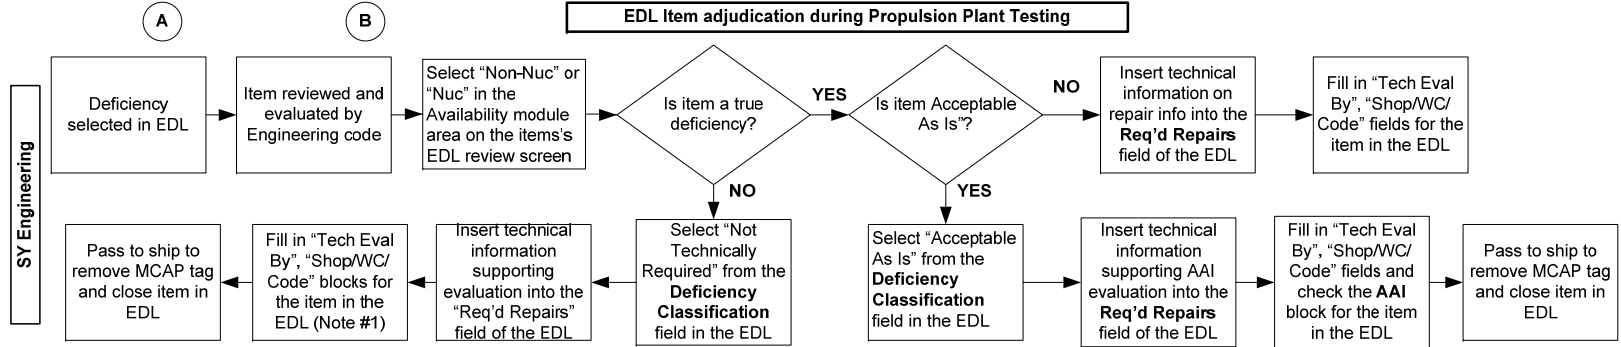 EDL Item adjudication during Propulsion Plant Testing
A
B
SY Engineering
Deficiency
selected in EDL
Item reviewed and
evaluated by
Engineering code
Select “Non-Nuc” or
“Nuc” in the
Availability module
area on the items’s
EDL review screen
Is item a true
deficiency?
YES
Is item Acceptable
As Is”?
NO
Insert technical
information on
repair info into the
Req’d Repairs
field of the EDL
Fill in “Tech Eval
By”, “Shop/WC/
Code” fields for the
item in the EDL
NO
YES
Pass to ship to
remove MCAP tag
and close item in
EDL
Fill in “Tech Eval
By”, “Shop/WC/
Code” blocks for
the item in the
EDL (Note #1)
Insert technical
information
supporting
evaluation into the
“Req’d Repairs”
field of the EDL
Select “Not
Technically
Required” from the
Deficiency
Classification
field in the EDL
Select “Acceptable
As Is” from the
Deficiency
Classification
field in the EDL
Insert technical
information
supporting AAI
evaluation into the
Req’d Repairs
field of the EDL
Fill in “Tech Eval
By”, “Shop/WC/
Code” fields and
check the AAI
block for the item
in the EDL
Pass to ship to
remove MCAP tag
and close item in
EDL